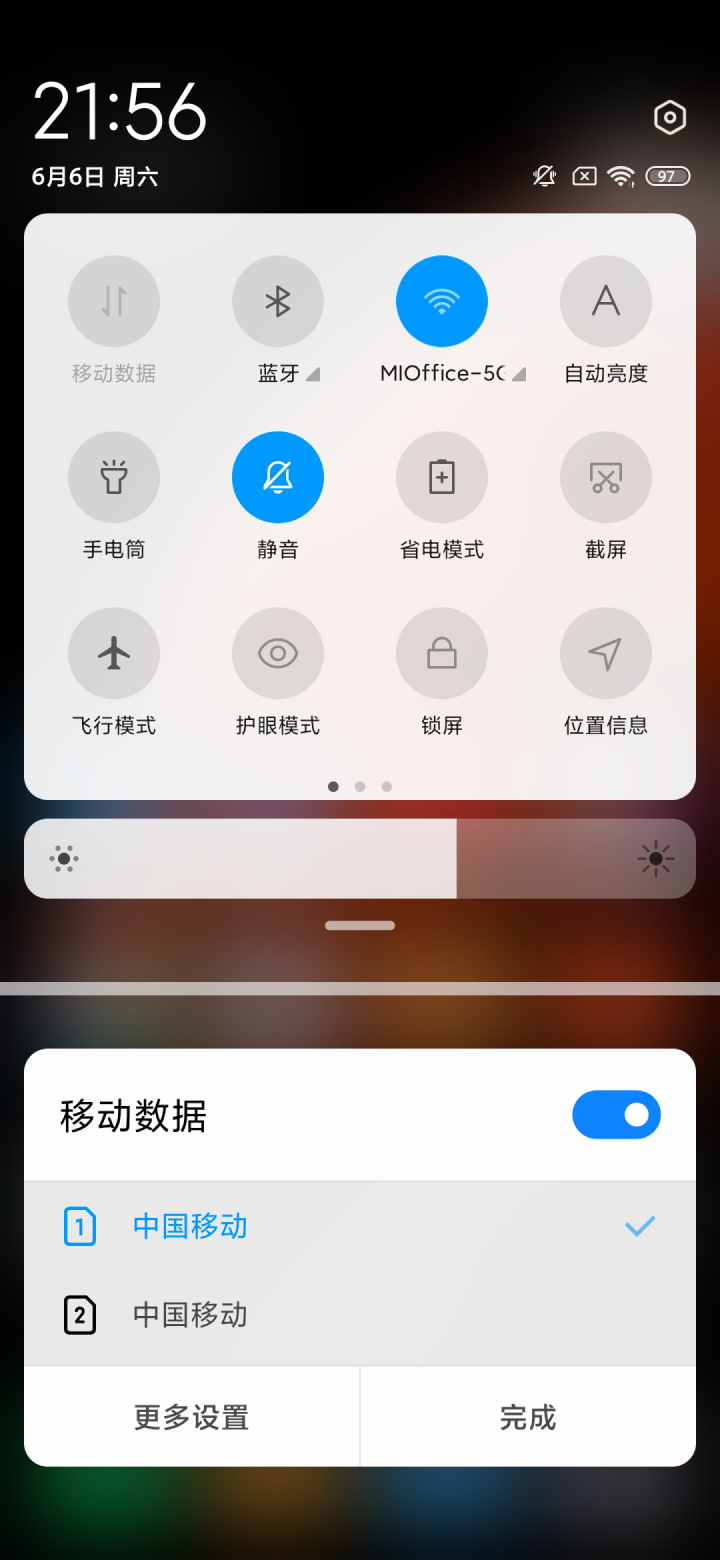 21:56
6月6日 周六
97
移动数据
蓝牙
MIOffice-5G
自动亮度
手电筒
静音
省电模式
截屏
飞行模式
护眼模式
锁屏
位置信息
移动数据
1 中国移动
2 中国移动
更多设置
完成